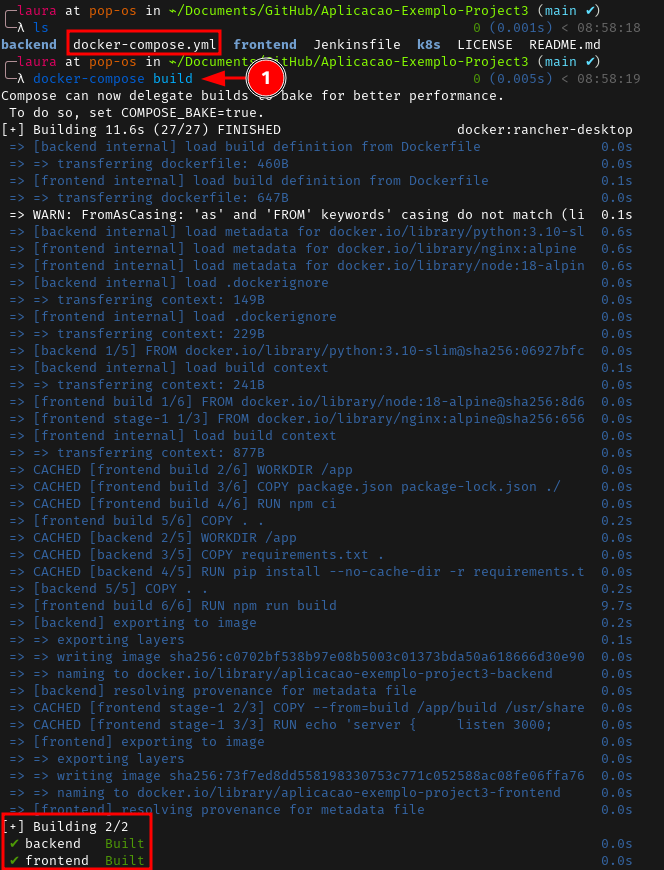 ╭─laura at pop-os in ~/Documents/GitHub/Aplicacao-Exemplo-Project3 (main ✔)
╰─λ ls 0 (0.001s) < 08:58:18
backend docker-compose.yml frontend Jenkinsfile k8s LICENSE README.md
╭─laura at pop-os in ~/Documents/GitHub/Aplicacao-Exemplo-Project3 (main ✔)
╰─λ docker-compose build 0 (0.005s) < 08:58:19
1
Compose can now delegate builds to bake for better performance.
To do so, set COMPOSE_BAKE=true.
[+] Building 11.6s (27/27) FINISHED docker:rancher-desktop
=> [backend internal] load build definition from Dockerfile 0.0s
=> => transferring dockerfile: 460B 0.0s
=> [frontend internal] load build definition from Dockerfile 0.1s
=> => transferring dockerfile: 647B 0.0s
=> WARN: FromAsCasing: 'as' and 'FROM' keywords' casing do not match (li 0.1s
=> [backend internal] load metadata for docker.io/library/python:3.10-sl 0.6s
=> [frontend internal] load metadata for docker.io/library/nginx:alpine 0.6s
=> [frontend internal] load metadata for docker.io/library/node:18-alpin 0.6s
=> [backend internal] load .dockerignore 0.0s
=> => transferring context: 149B 0.0s
=> [frontend internal] load .dockerignore 0.0s
=> => transferring context: 229B 0.0s
=> [backend 1/5] FROM docker.io/library/python:3.10-slim@sha256:06927bfc 0.0s
=> [backend internal] load build context 0.1s
=> => transferring context: 241B 0.0s
=> [frontend build 1/6] FROM docker.io/library/node:18-alpine@sha256:8d6 0.0s
=> [frontend stage-1 1/3] FROM docker.io/library/nginx:alpine@sha256:656 0.0s
=> [frontend internal] load build context 0.0s
=> => transferring context: 877B 0.0s
=> CACHED [frontend build 2/6] WORKDIR /app 0.0s
=> CACHED [frontend build 3/6] COPY package.json package-lock.json ./ 0.0s
=> CACHED [frontend build 4/6] RUN npm ci 0.0s
=> [frontend build 5/6] COPY . . 0.2s
=> CACHED [backend 2/5] WORKDIR /app 0.0s
=> CACHED [backend 3/5] COPY requirements.txt . 0.0s
=> CACHED [backend 4/5] RUN pip install --no-cache-dir -r requirements.t 0.0s
=> [backend 5/5] COPY . . 0.2s
=> [frontend build 6/6] RUN npm run build 9.7s
=> [backend] exporting to image 0.2s
=> => exporting layers 0.1s
=> => writing image sha256:c0702bf538b97e08b5003c01373bda50a618666d30e90 0.0s
=> => naming to docker.io/library/aplicacao-exemplo-project3-backend 0.0s
=> [backend] resolving provenance for metadata file 0.0s
=> CACHED [frontend stage-1 2/3] COPY --from=build /app/build /usr/share 0.0s
=> CACHED [frontend stage-1 3/3] RUN echo 'server { listen 3000; 0.0s
=> [frontend] exporting to image 0.0s
=> => exporting layers 0.0s
=> => writing image sha256:73f7ed8dd558198330753c771c052588ac08fe06ffa76 0.0s
=> => naming to docker.io/library/aplicacao-exemplo-project3-frontend 0.0s
=> [frontend] resolving provenance for metadata file 0.0s
[+] Building 2/2
✔ backend Built 0.0s
✔ frontend Built 0.0s